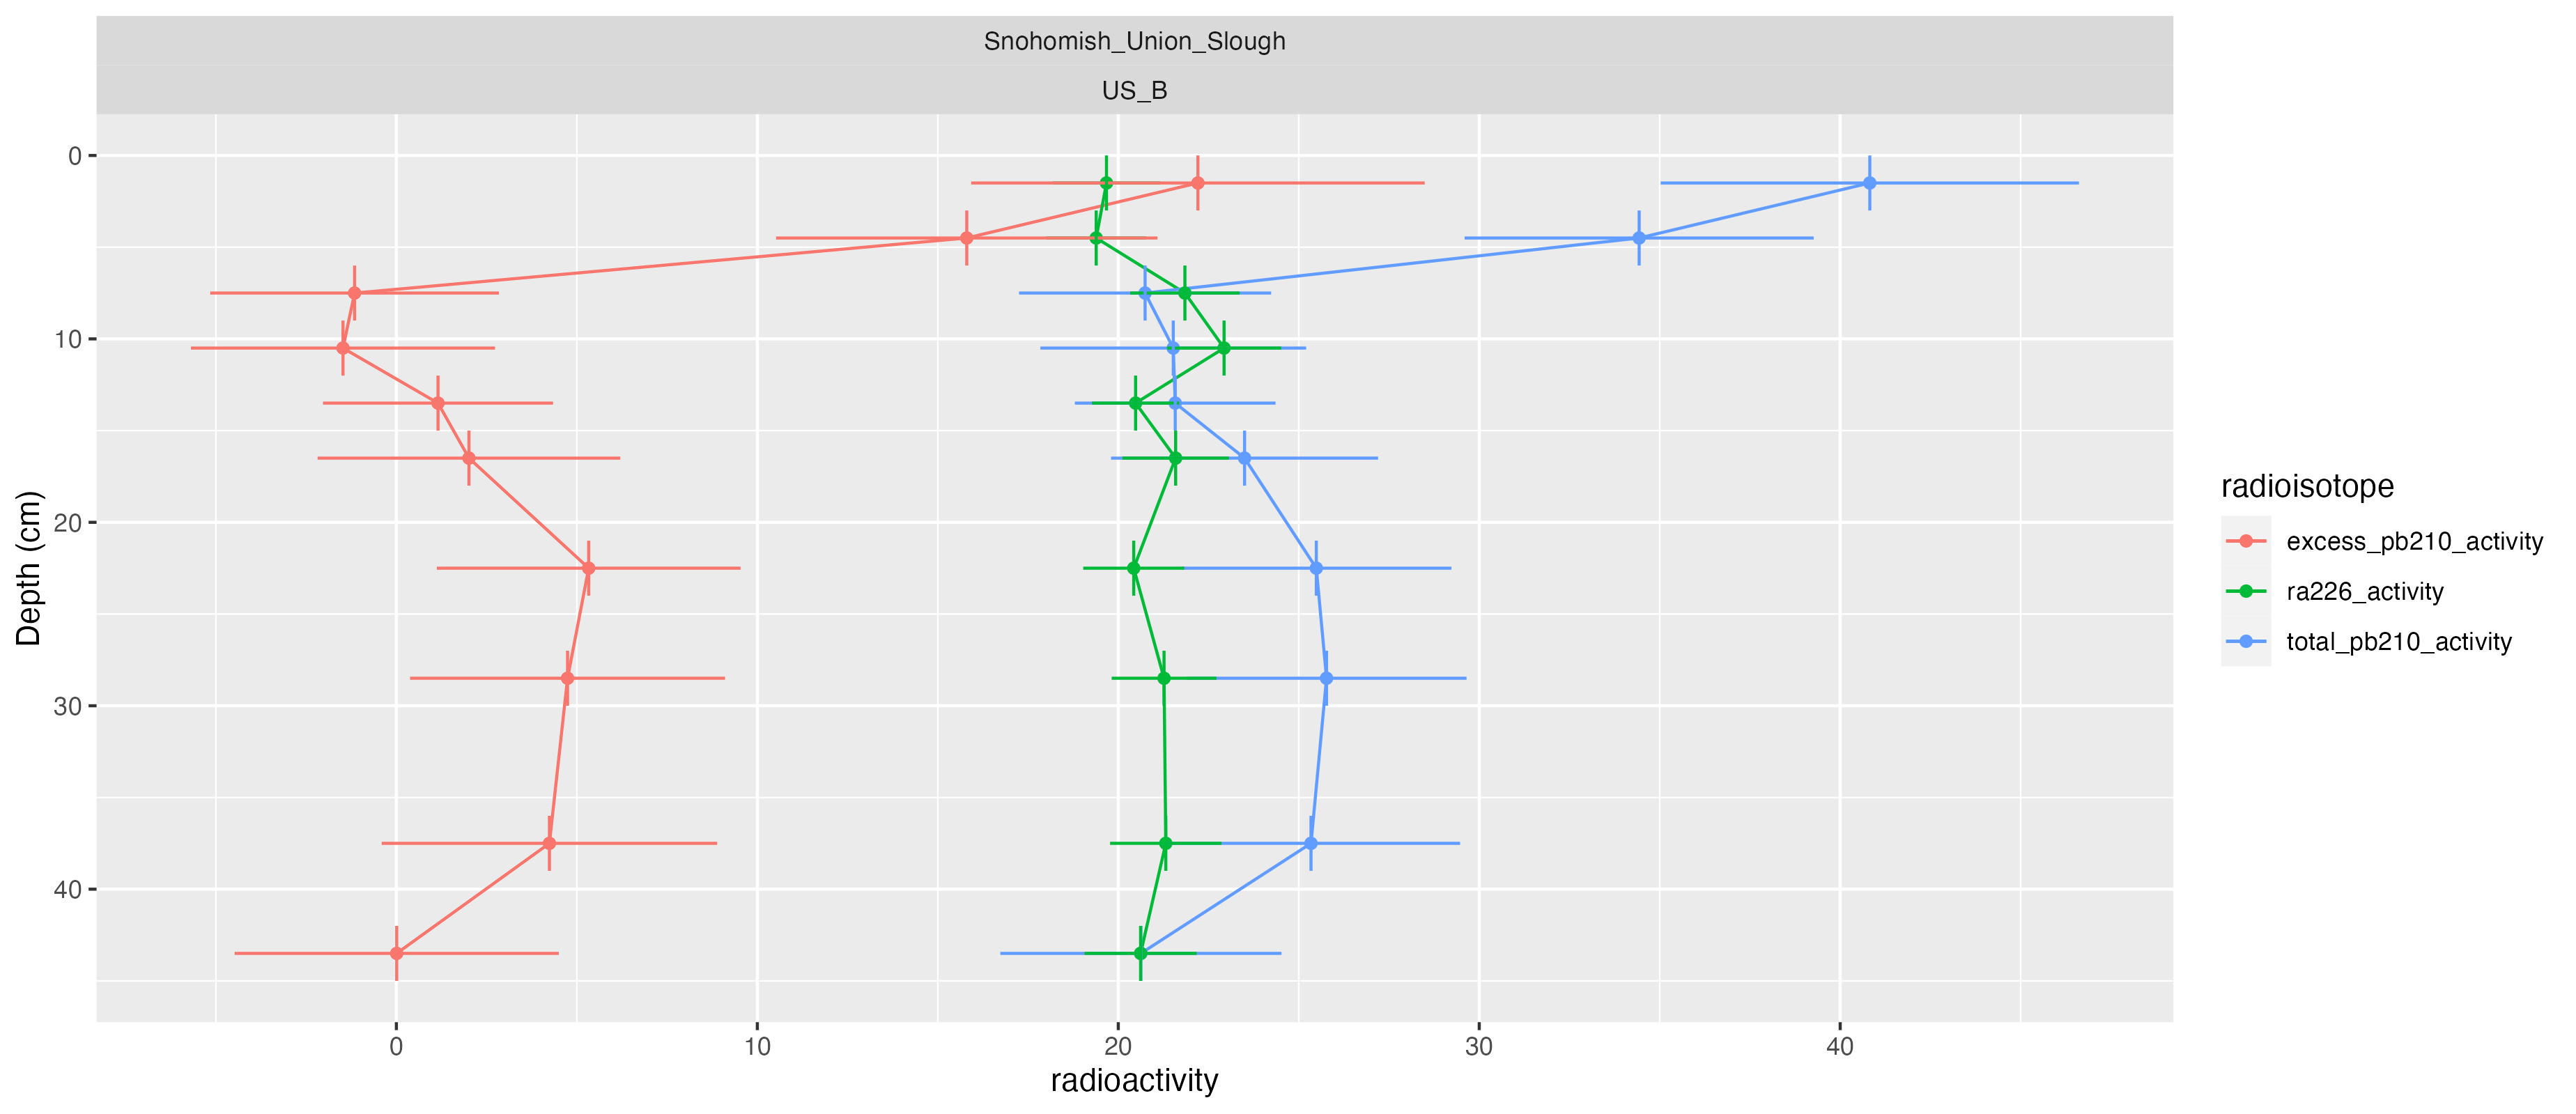 Snohomish_Union_Slough
US_B
0
10
20
30
40
Depth (cm)
0 10 20 30 40
radioactivity
radioisotope
excess_pb210_activity
ra226_activity
total_pb210_activity